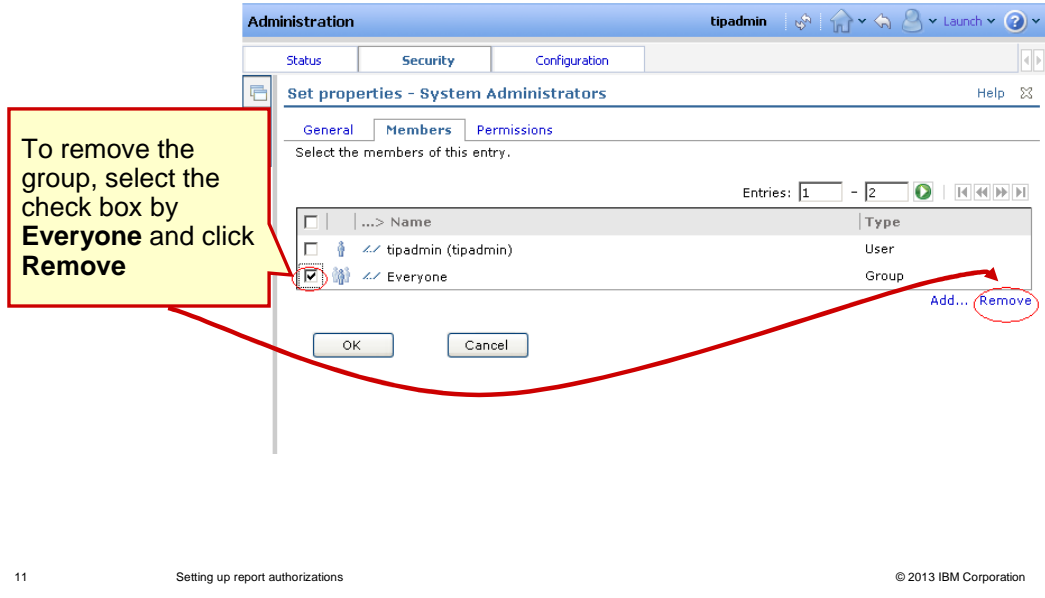 Administration tipadmin Launch
Status Security Configuration
Set properties - System Administrators Help
General Members Permissions
Select the members of this entry.
To remove the
group, select the
check box by
Everyone and click
Remove
Entries: 1 - 2
...> Name Type
tipadmin (tipadmin) User
Everyone Group
Add... Remove
OK Cancel
11 Setting up report authorizations © 2013 IBM Corporation